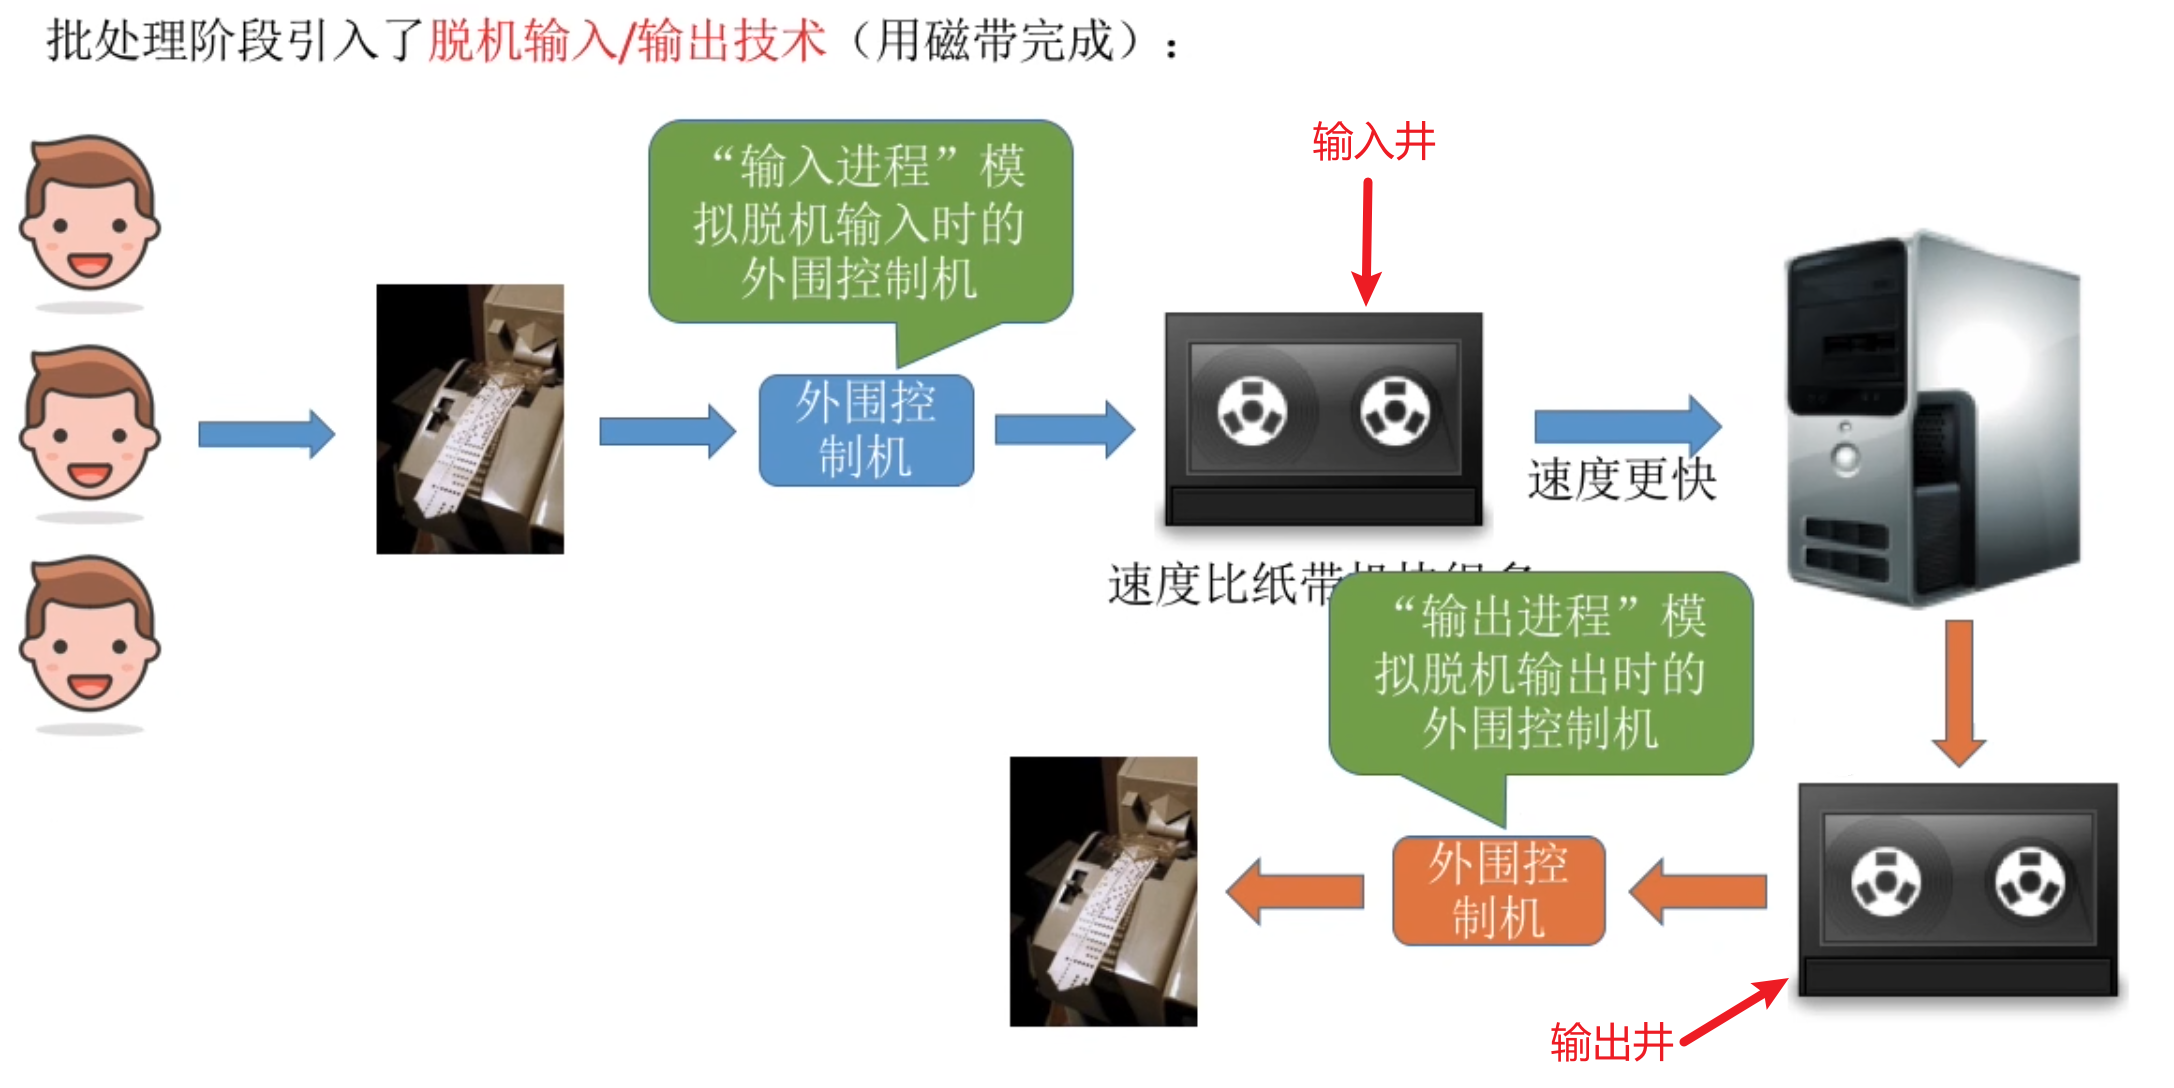 批处理阶段引入了脱机输入/输出技术（用磁带完成）：
“输入进程”模
拟脱机输入时的
外围控制机
输入井
外围控
制机
速度更快
速度比纸带
“输出进程”模
拟脱机输出时的
外围控制机
外围控
制机
输出井